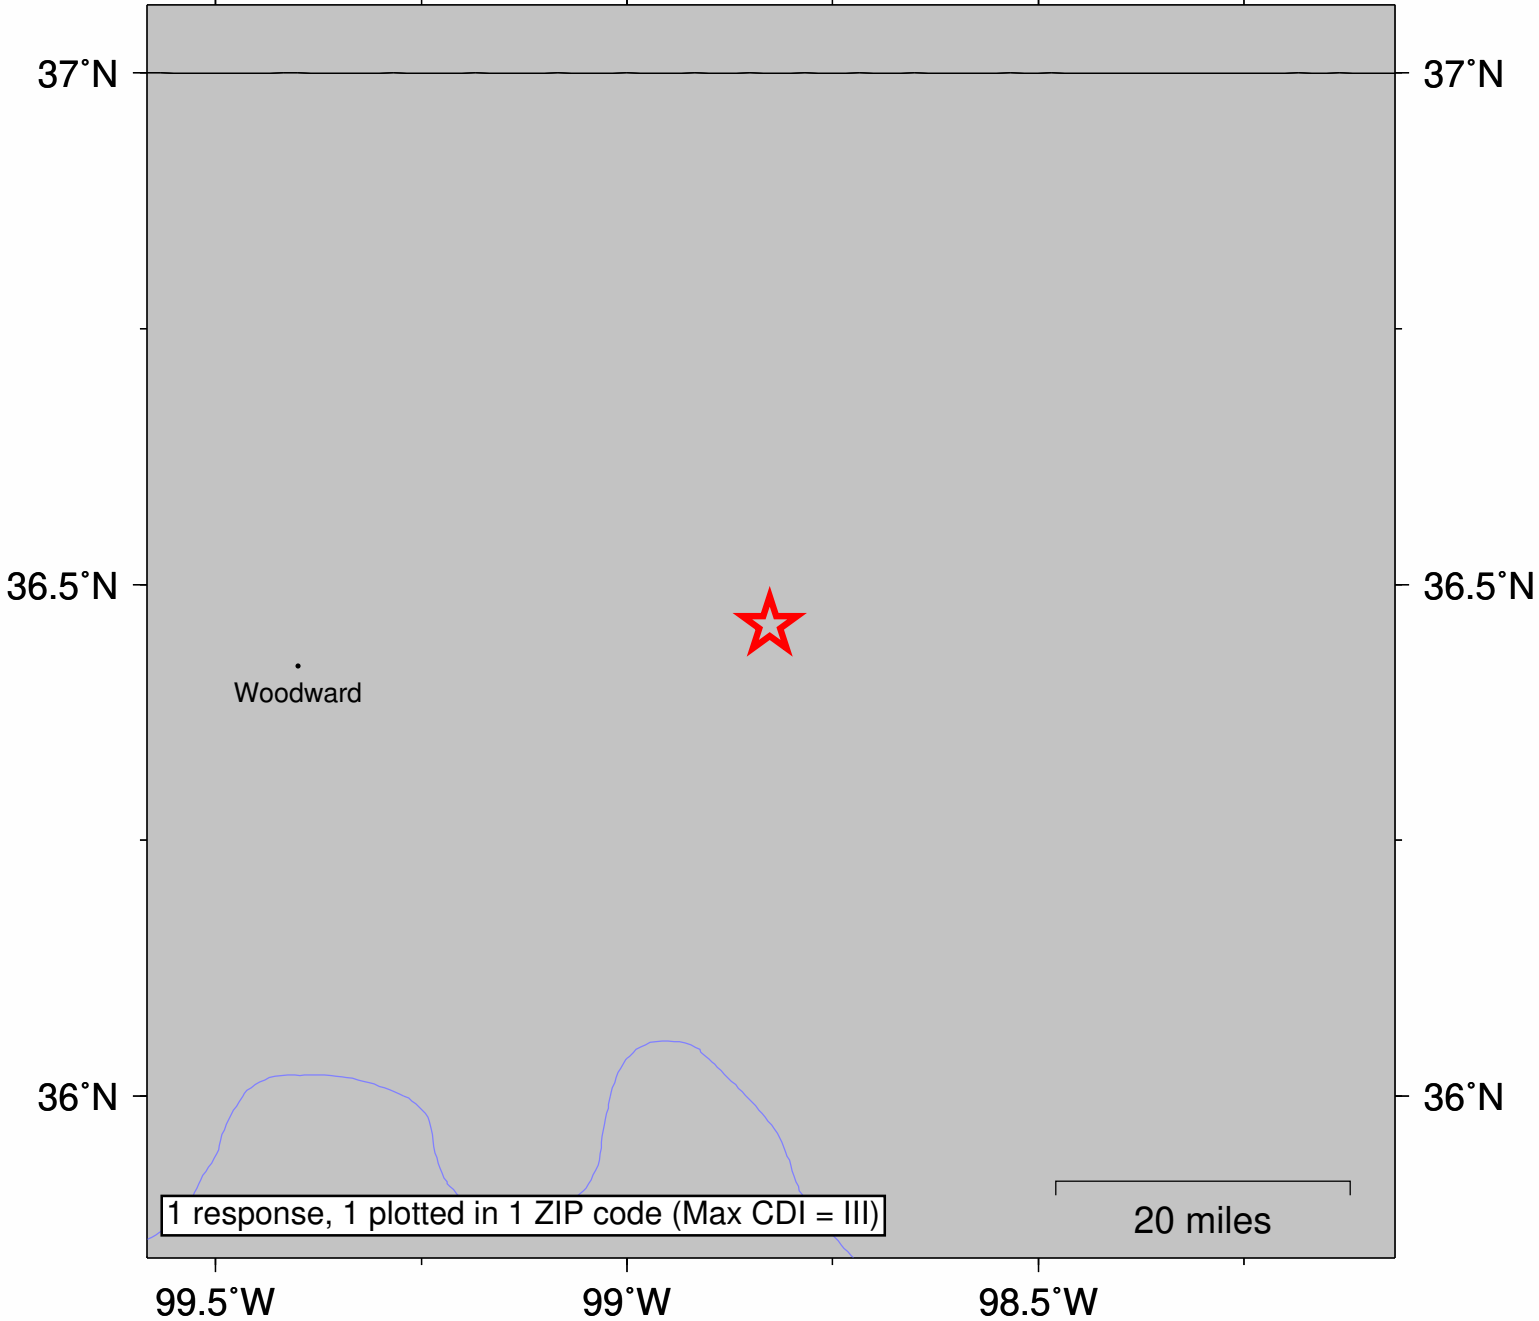 37˚N 37˚N
36.5˚N 36.5˚N
Woodward
36˚N 36˚N
1 response, 1 plotted in 1 ZIP code (Max CDI = III)
20 miles
99.5˚W 99˚W 98.5˚W